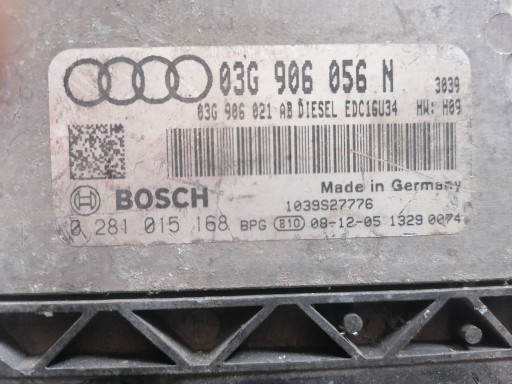 03G 906 056 N 3039
03G 906 021 AB DIESEL EDC16U34 HW: H09
BOSCH
Made in Germany
1039S27776
0 281 015 168 BPG 810 08-12-05 1329 0074